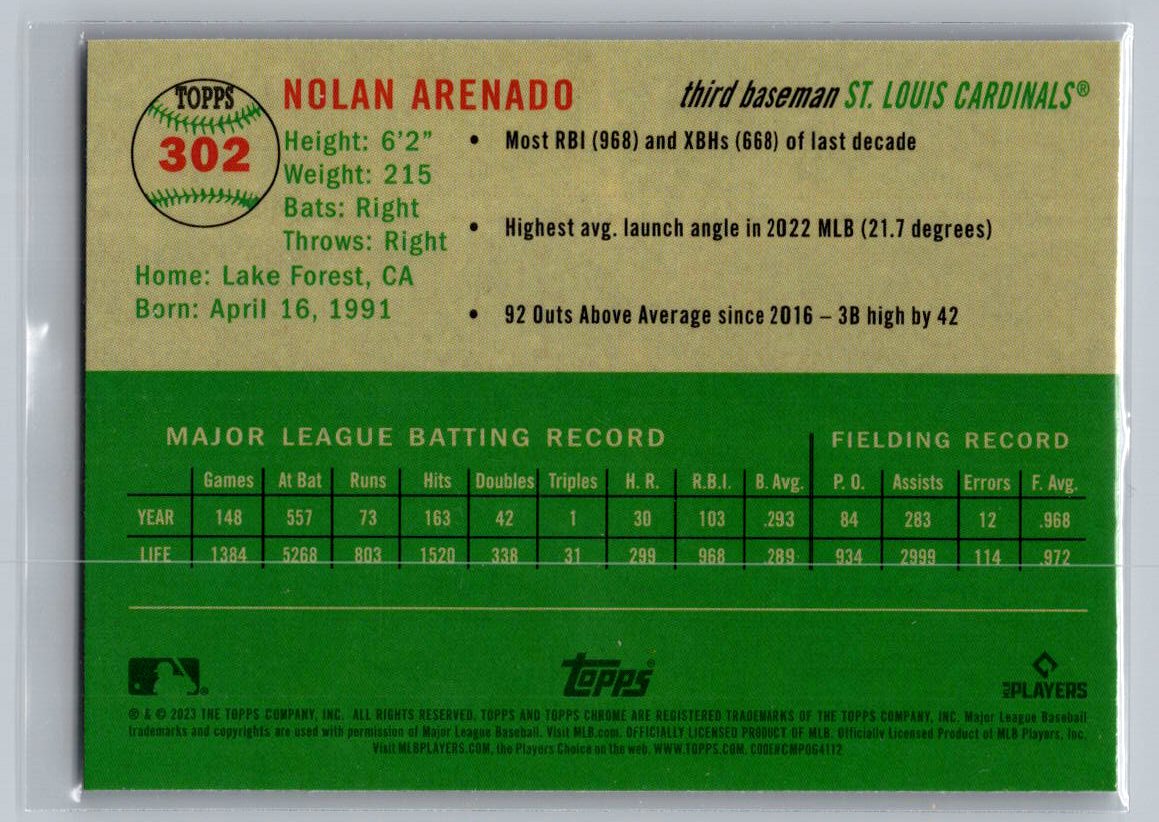 TOPPS
302
NOLAN ARENADO
third baseman ST. LOUIS CARDINALS®
Height: 6'2"
Weight: 215
Bats: Right
Throws: Right
Home: Lake Forest, CA
Born: April 16, 1991
• Most RBI (968) and XBHs (668) of last decade
• Highest avg. launch angle in 2022 MLB (21.7 degrees)
• 92 Outs Above Average since 2016 – 3B high by 42
MAJOR LEAGUE BATTING RECORD FIELDING RECORD
Games At Bat Runs Hits Doubles Triples H. R. R.B.I. B. Avg. P. O. Assists Errors F. Avg.
YEAR 148 557 73 163 42 1 30 103 .293 84 283 12 .968
LIFE 1384 5268 803 1520 338 31 299 968 .289 934 2999 114 .972
®
Topps®
MLB PLAYERS
® & © 2023 THE TOPPS COMPANY, INC. ALL RIGHTS RESERVED. TOPPS AND TOPPS CHROME ARE REGISTERED TRADEMARKS OF THE TOPPS COMPANY, INC. Major League Baseball
trademarks and copyrights are used with permission of Major League Baseball. Visit MLB.com. OFFICIALLY LICENSED PRODUCT OF MLB. Officially Licensed Product of MLB Players, Inc.
Visit MLBPLAYERS.COM, the Players Choice on the web. WWW.TOPPS.COM. CODE#CMP064112